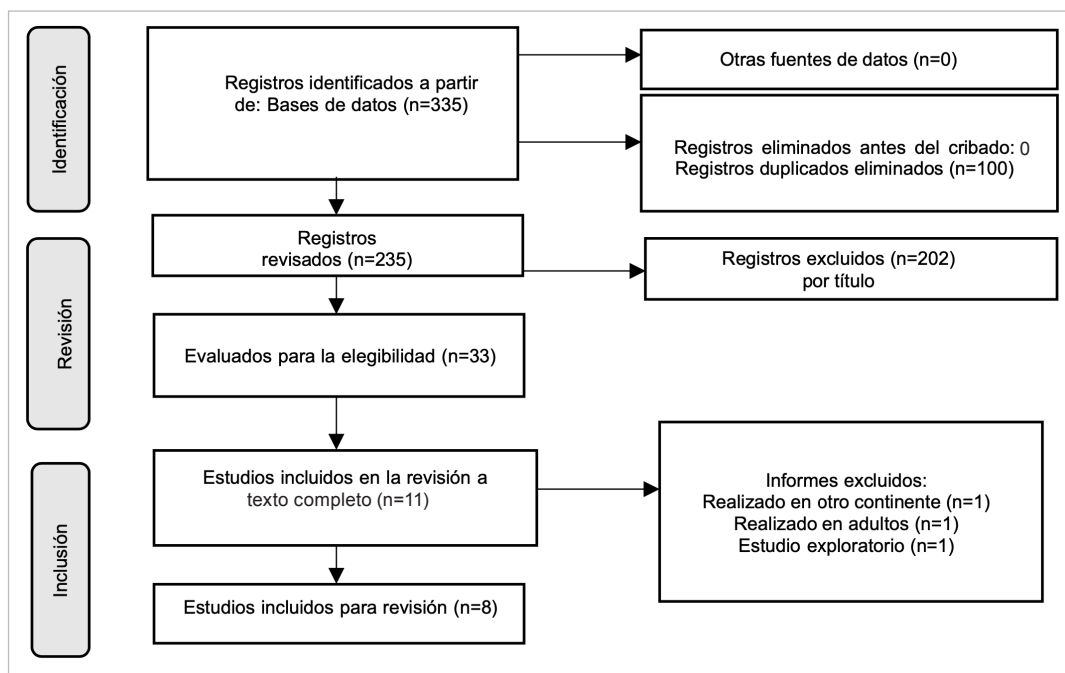 Identificación
Registros identificados a partir
de: Bases de datos (n=335)
Otras fuentes de datos (n=0)
Registros eliminados antes del cribado: 0
Registros duplicados eliminados (n=100)
Revisión
Registros
revisados (n=235)
Registros excluidos (n=202)
por título
Evaluados para la elegibilidad (n=33)
Inclusión
Estudios incluidos en la revisión a
texto completo (n=11)
Informes excluidos:
Realizado en otro continente (n=1)
Realizado en adultos (n=1)
Estudio exploratorio (n=1)
Estudios incluidos para revisión (n=8)